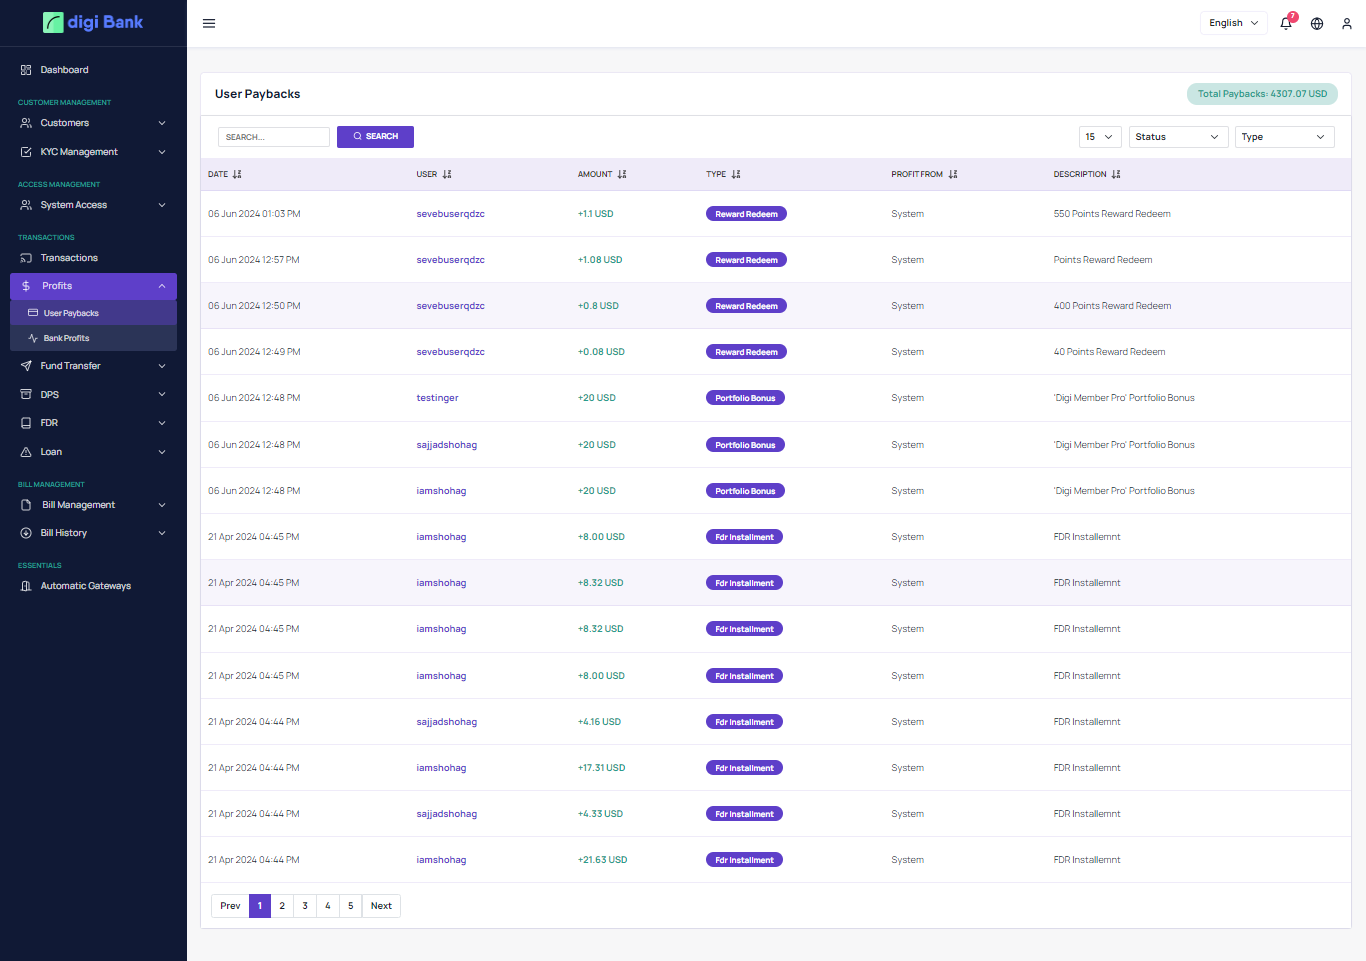 digi Bank
English
7
Dashboard
CUSTOMER MANAGEMENT
Customers
KYC Management
ACCESS MANAGEMENT
System Access
TRANSACTIONS
Transactions
Profits
User Paybacks
Bank Profits
Fund Transfer
DPS
FDR
Loan
BILL MANAGEMENT
Bill Management
Bill History
ESSENTIALS
Automatic Gateways
User Paybacks
Total Paybacks: 4307.07 USD
SEARCH...
SEARCH
15
Status
Type
DATE USER AMOUNT TYPE PROFIT FROM DESCRIPTION
06 Jun 2024 01:03 PM sevebuserqdzc +1.1 USD Reward Redeem System 550 Points Reward Redeem
06 Jun 2024 12:57 PM sevebuserqdzc +1.08 USD Reward Redeem System Points Reward Redeem
06 Jun 2024 12:50 PM sevebuserqdzc +0.8 USD Reward Redeem System 400 Points Reward Redeem
06 Jun 2024 12:49 PM sevebuserqdzc +0.08 USD Reward Redeem System 40 Points Reward Redeem
06 Jun 2024 12:48 PM testinger +20 USD Portfolio Bonus System 'Digi Member Pro' Portfolio Bonus
06 Jun 2024 12:48 PM sajjadshohag +20 USD Portfolio Bonus System 'Digi Member Pro' Portfolio Bonus
06 Jun 2024 12:48 PM iamshohag +20 USD Portfolio Bonus System 'Digi Member Pro' Portfolio Bonus
21 Apr 2024 04:45 PM iamshohag +8.00 USD Fdr Installment System FDR Installemnt
21 Apr 2024 04:45 PM iamshohag +8.32 USD Fdr Installment System FDR Installemnt
21 Apr 2024 04:45 PM iamshohag +8.32 USD Fdr Installment System FDR Installemnt
21 Apr 2024 04:45 PM iamshohag +8.00 USD Fdr Installment System FDR Installemnt
21 Apr 2024 04:44 PM sajjadshohag +4.16 USD Fdr Installment System FDR Installemnt
21 Apr 2024 04:44 PM iamshohag +17.31 USD Fdr Installment System FDR Installemnt
21 Apr 2024 04:44 PM sajjadshohag +4.33 USD Fdr Installment System FDR Installemnt
21 Apr 2024 04:44 PM iamshohag +21.63 USD Fdr Installment System FDR Installemnt
Prev 1 2 3 4 5 Next